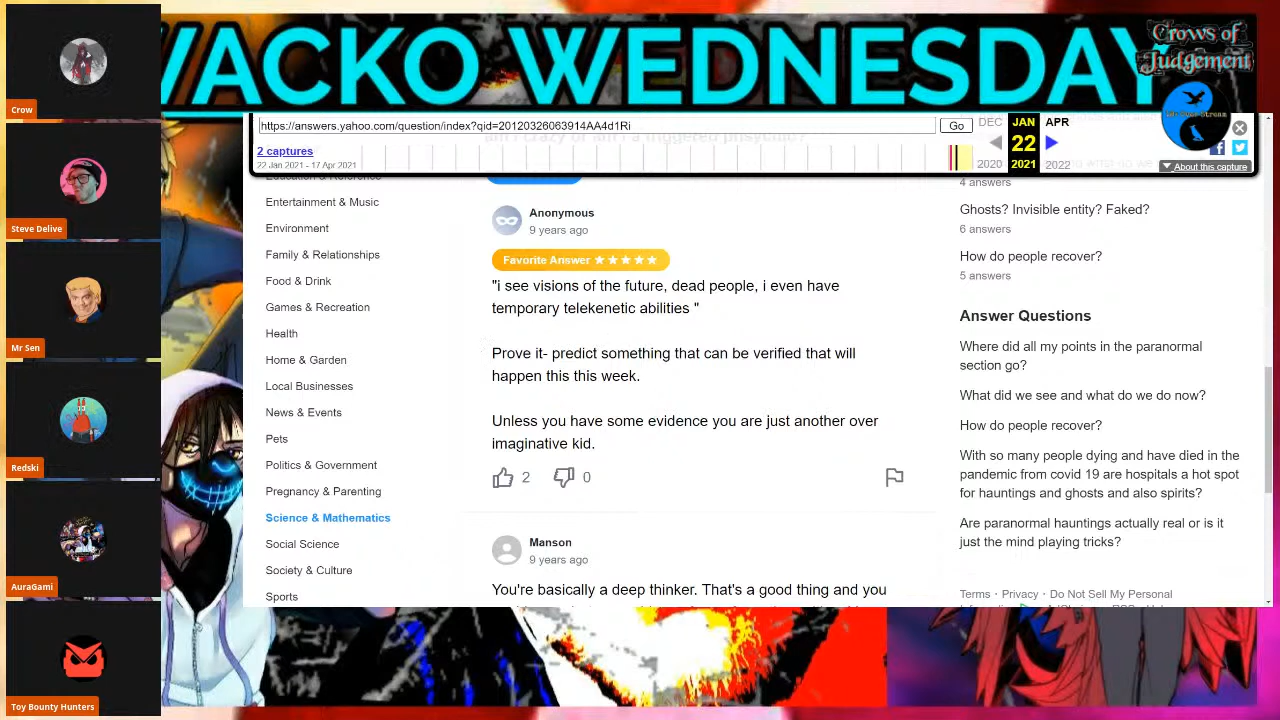 WACKO WEDNESDAY
Crows of
Judgement
Crow
Steve Delive
Mr Sen
Redski
AuraGami
Toy Bounty Hunters
https://answers.yahoo.com/question/index?qid=20120326063914AA4d1Ri
Go
DEC
JAN
APR
2 captures
22 Jan 2021 - 17 Apr 2021
22
2020
2021
2022
About this capture
Entertainment & Music
Environment
Family & Relationships
Food & Drink
Games & Recreation
Health
Home & Garden
Local Businesses
News & Events
Pets
Politics & Government
Pregnancy & Parenting
Science & Mathematics
Social Science
Society & Culture
Sports
Anonymous
9 years ago
Favorite Answer ★★★★★
"i see visions of the future, dead people, i even have
temporary telekenetic abilities "
Prove it- predict something that can be verified that will
happen this this week.
Unless you have some evidence you are just another over
imaginative kid.
2
0
Manson
9 years ago
You're basically a deep thinker. That's a good thing and you
4 answers
Ghosts? Invisible entity? Faked?
6 answers
How do people recover?
5 answers
Answer Questions
Where did all my points in the paranormal
section go?
What did we see and what do we do now?
How do people recover?
With so many people dying and have died in the
pandemic from covid 19 are hospitals a hot spot
for hauntings and ghosts and also spirits?
Are paranormal hauntings actually real or is it
just the mind playing tricks?
Terms · Privacy · Do Not Sell My Personal